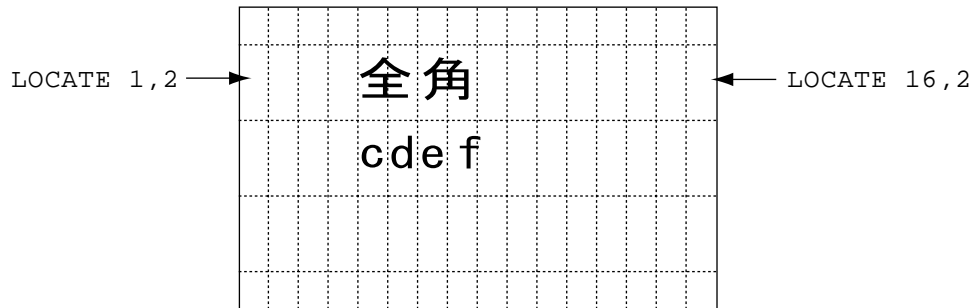 LOCATE 1,2 全角 LOCATE 16,2
cdef